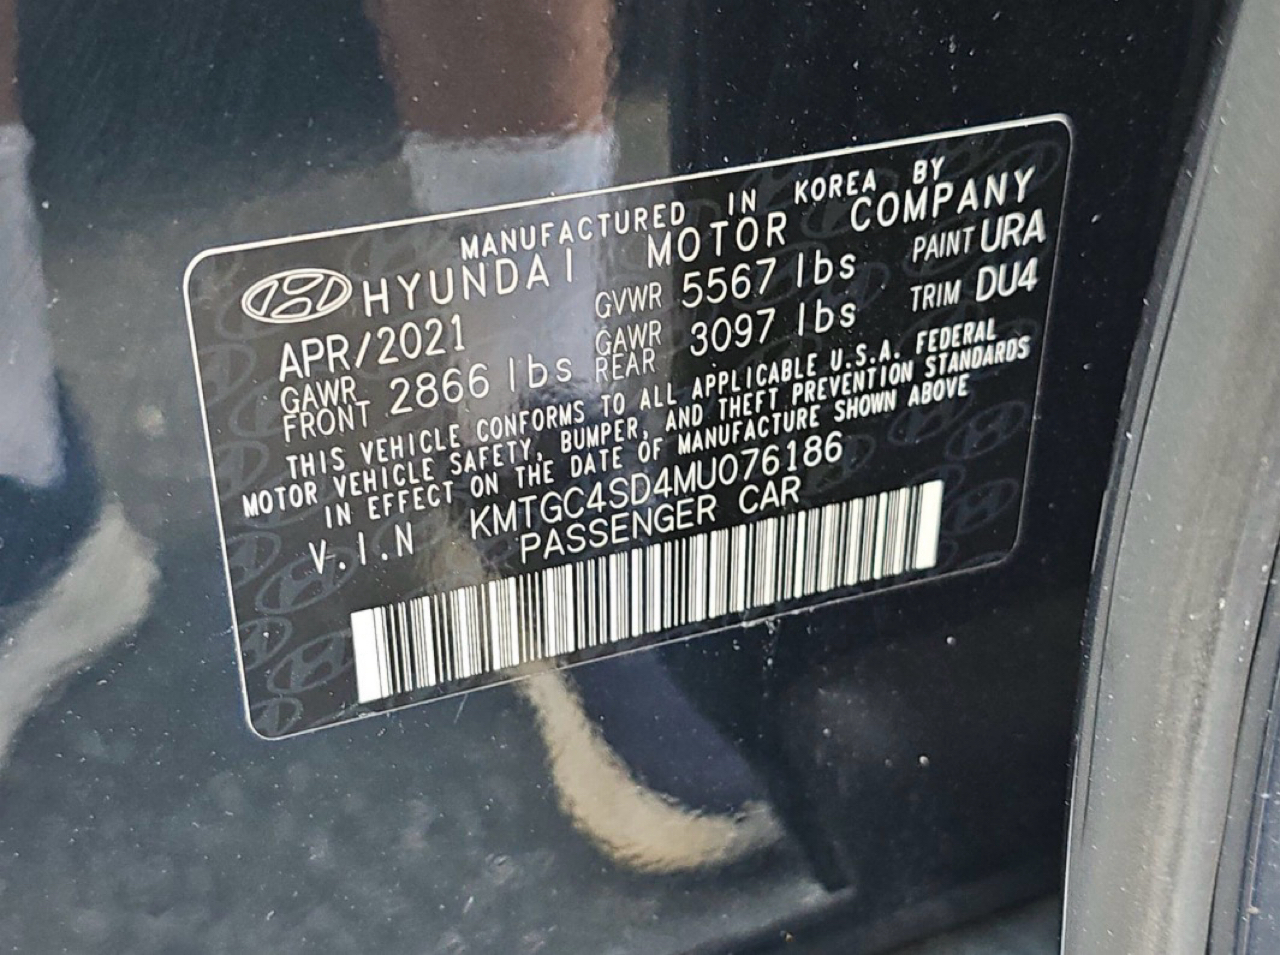 MANUFACTURED IN KOREA BY
HYUNDAI MOTOR COMPANY
APR/2021 GVWR 5567 lbs PAINT URA
GAWR FRONT 2866 lbs GAWR REAR 3097 lbs TRIM DU4
THIS VEHICLE CONFORMS TO ALL APPLICABLE U.S.A. FEDERAL
MOTOR VEHICLE SAFETY, BUMPER, AND THEFT PREVENTION STANDARDS
IN EFFECT ON THE DATE OF MANUFACTURE SHOWN ABOVE
V.I.N KMTGC4SD4MU076186
PASSENGER CAR